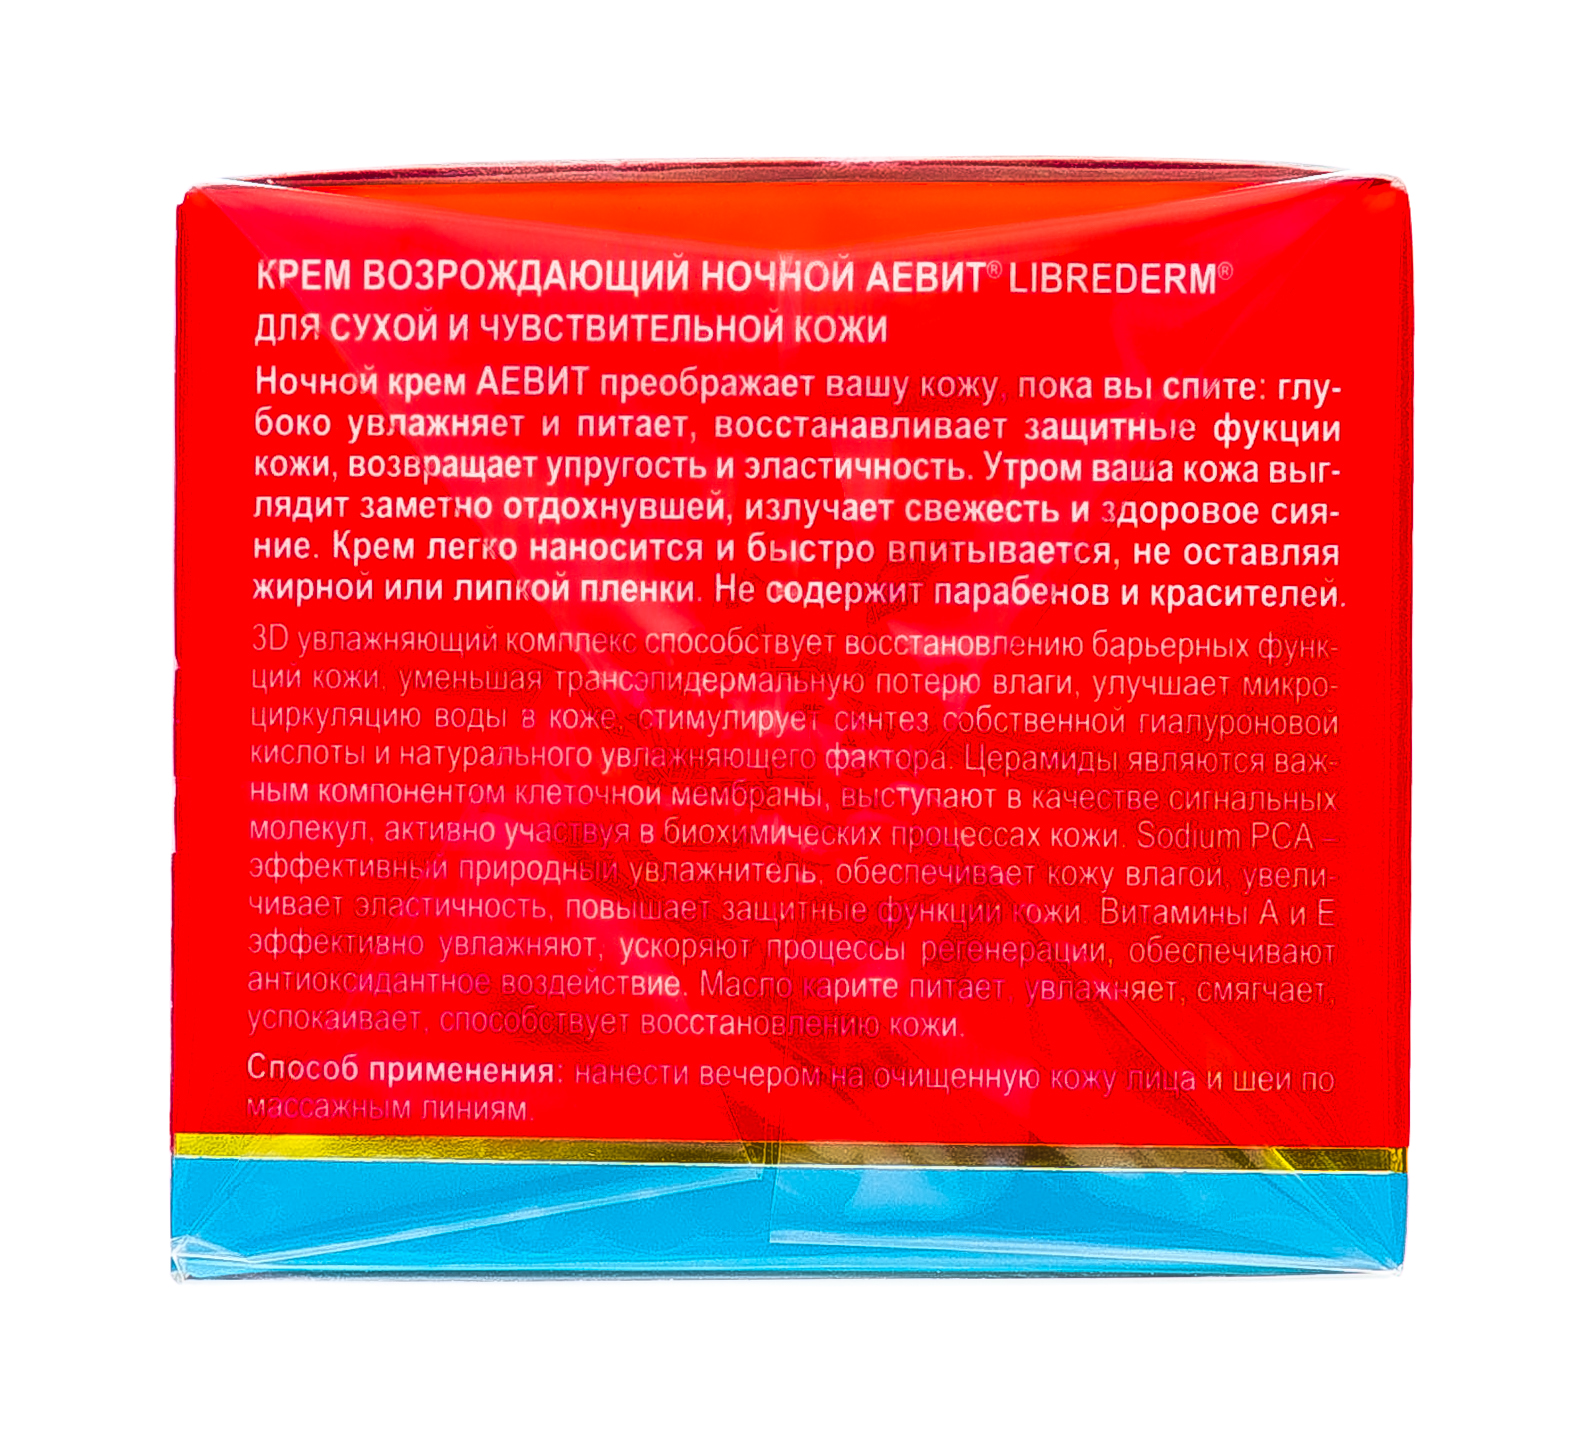 КРЕМ ВОЗРОЖДАЮЩИЙ НОЧНОЙ АЕВИТ® LIBREDERM®
ДЛЯ СУХОЙ И ЧУВСТВИТЕЛЬНОЙ КОЖИ
Ночной крем АЕВИТ преображает вашу кожу, пока вы спите: глу-
боко увлажняет и питает, восстанавливает защитные фукции
кожи, возвращает упругость и эластичность. Утром ваша кожа выг-
лядит заметно отдохнувшей, излучает свежесть и здоровое сия-
ние. Крем легко наносится и быстро впитывается, не оставляя
жирной или липкой пленки. Не содержит парабенов и красителей.
3D увлажняющий комплекс способствует восстановлению барьерных функ-
ций кожи, уменьшая трансэпидермальную потерю влаги, улучшает микро-
циркуляцию воды в коже, стимулирует синтез собственной гиалуроновой
кислоты и натурального увлажняющего фактора. Церамиды являются важ-
ным компонентом клеточной мембраны, выступают в качестве сигнальных
молекул, активно участвуя в биохимических процессах кожи. Sodium PCA –
эффективный природный увлажнитель, обеспечивает кожу влагой, увели-
чивает эластичность, повышает защитные функции кожи. Витамины А и Е
эффективно увлажняют, ускоряют процессы регенерации, обеспечивают
антиоксидантное воздействие. Масло карите питает, увлажняет, смягчает,
успокаивает, способствует восстановлению кожи.
Способ применения: нанести вечером на очищенную кожу лица и шеи по
массажным линиям.